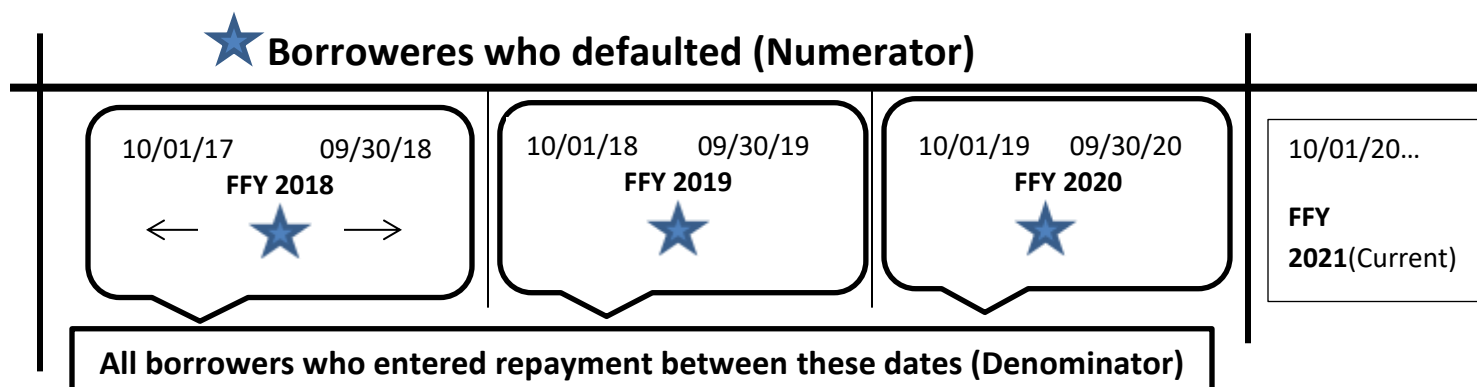 Borroweres who defaulted (Numerator)
10/01/17 09/30/18
FFY 2018
10/01/18 09/30/19
FFY 2019
10/01/19 09/30/20
FFY 2020
10/01/20...
FFY
2021(Current)
All borrowers who entered repayment between these dates (Denominator)